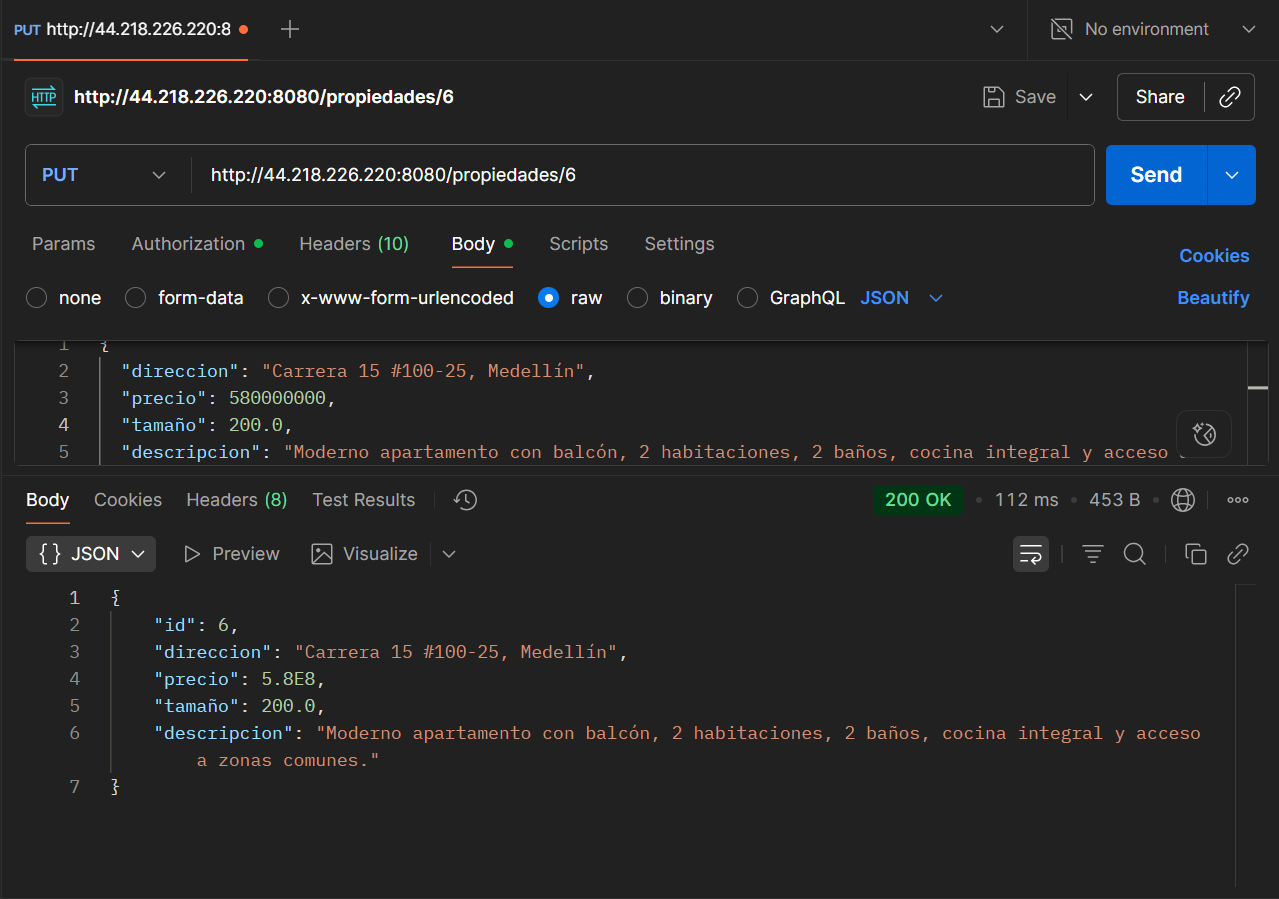 PUT http://44.218.226.220:8
No environment
HTTP http://44.218.226.220:8080/propiedades/6
Save
Share
PUT http://44.218.226.220:8080/propiedades/6
Send
Params Authorization Headers (10) Body Scripts Settings
Cookies
none form-data x-www-form-urlencoded raw binary GraphQL JSON
Beautify
1 {
2 "direccion": "Carrera 15 #100-25, Medellín",
3 "precio": 580000000,
4 "tamaño": 200.0,
5 "descripcion": "Moderno apartamento con balcón, 2 habitaciones, 2 baños, cocina integral y acceso
Body Cookies Headers (8) Test Results
200 OK • 112 ms • 453 B •
{} JSON Preview Visualize
1 {
2 "id": 6,
3 "direccion": "Carrera 15 #100-25, Medellín",
4 "precio": 5.8E8,
5 "tamaño": 200.0,
6 "descripcion": "Moderno apartamento con balcón, 2 habitaciones, 2 baños, cocina integral y acceso
a zonas comunes."
7 }